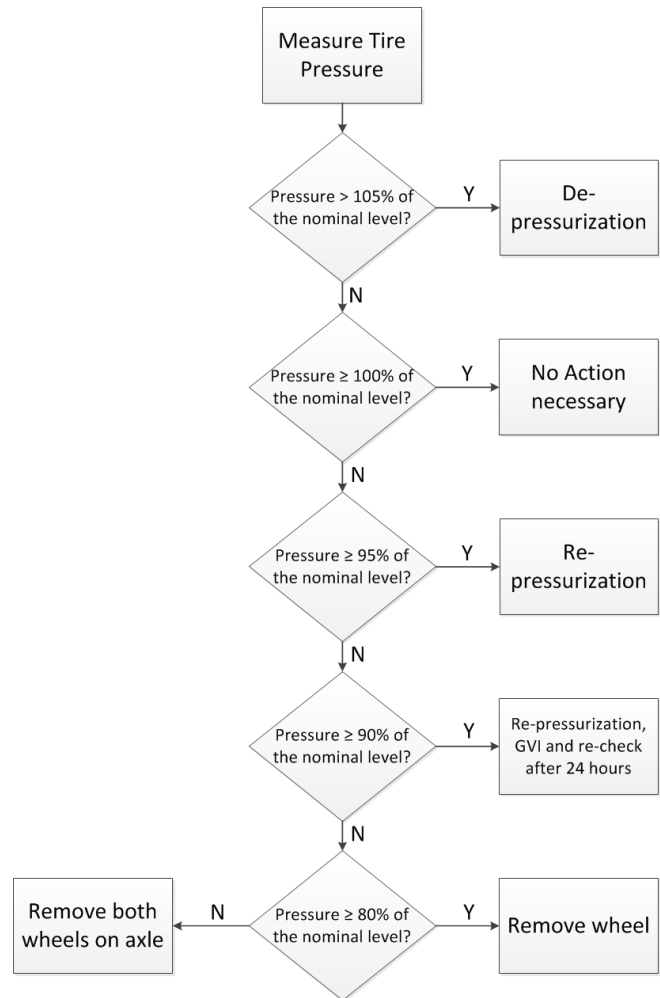 Measure Tire
Pressure
Pressure > 105% of
the nominal level?
Y
De-
pressurization
N
Pressure ≥ 100% of
the nominal level?
Y
No Action
necessary
N
Pressure ≥ 95% of
the nominal level?
Y
Re-
pressurization
N
Pressure ≥ 90% of
the nominal level?
Y
Re-pressurization,
GVI and re-check
after 24 hours
N
Remove both
wheels on axle
N
Pressure ≥ 80% of
the nominal level?
Y
Remove wheel